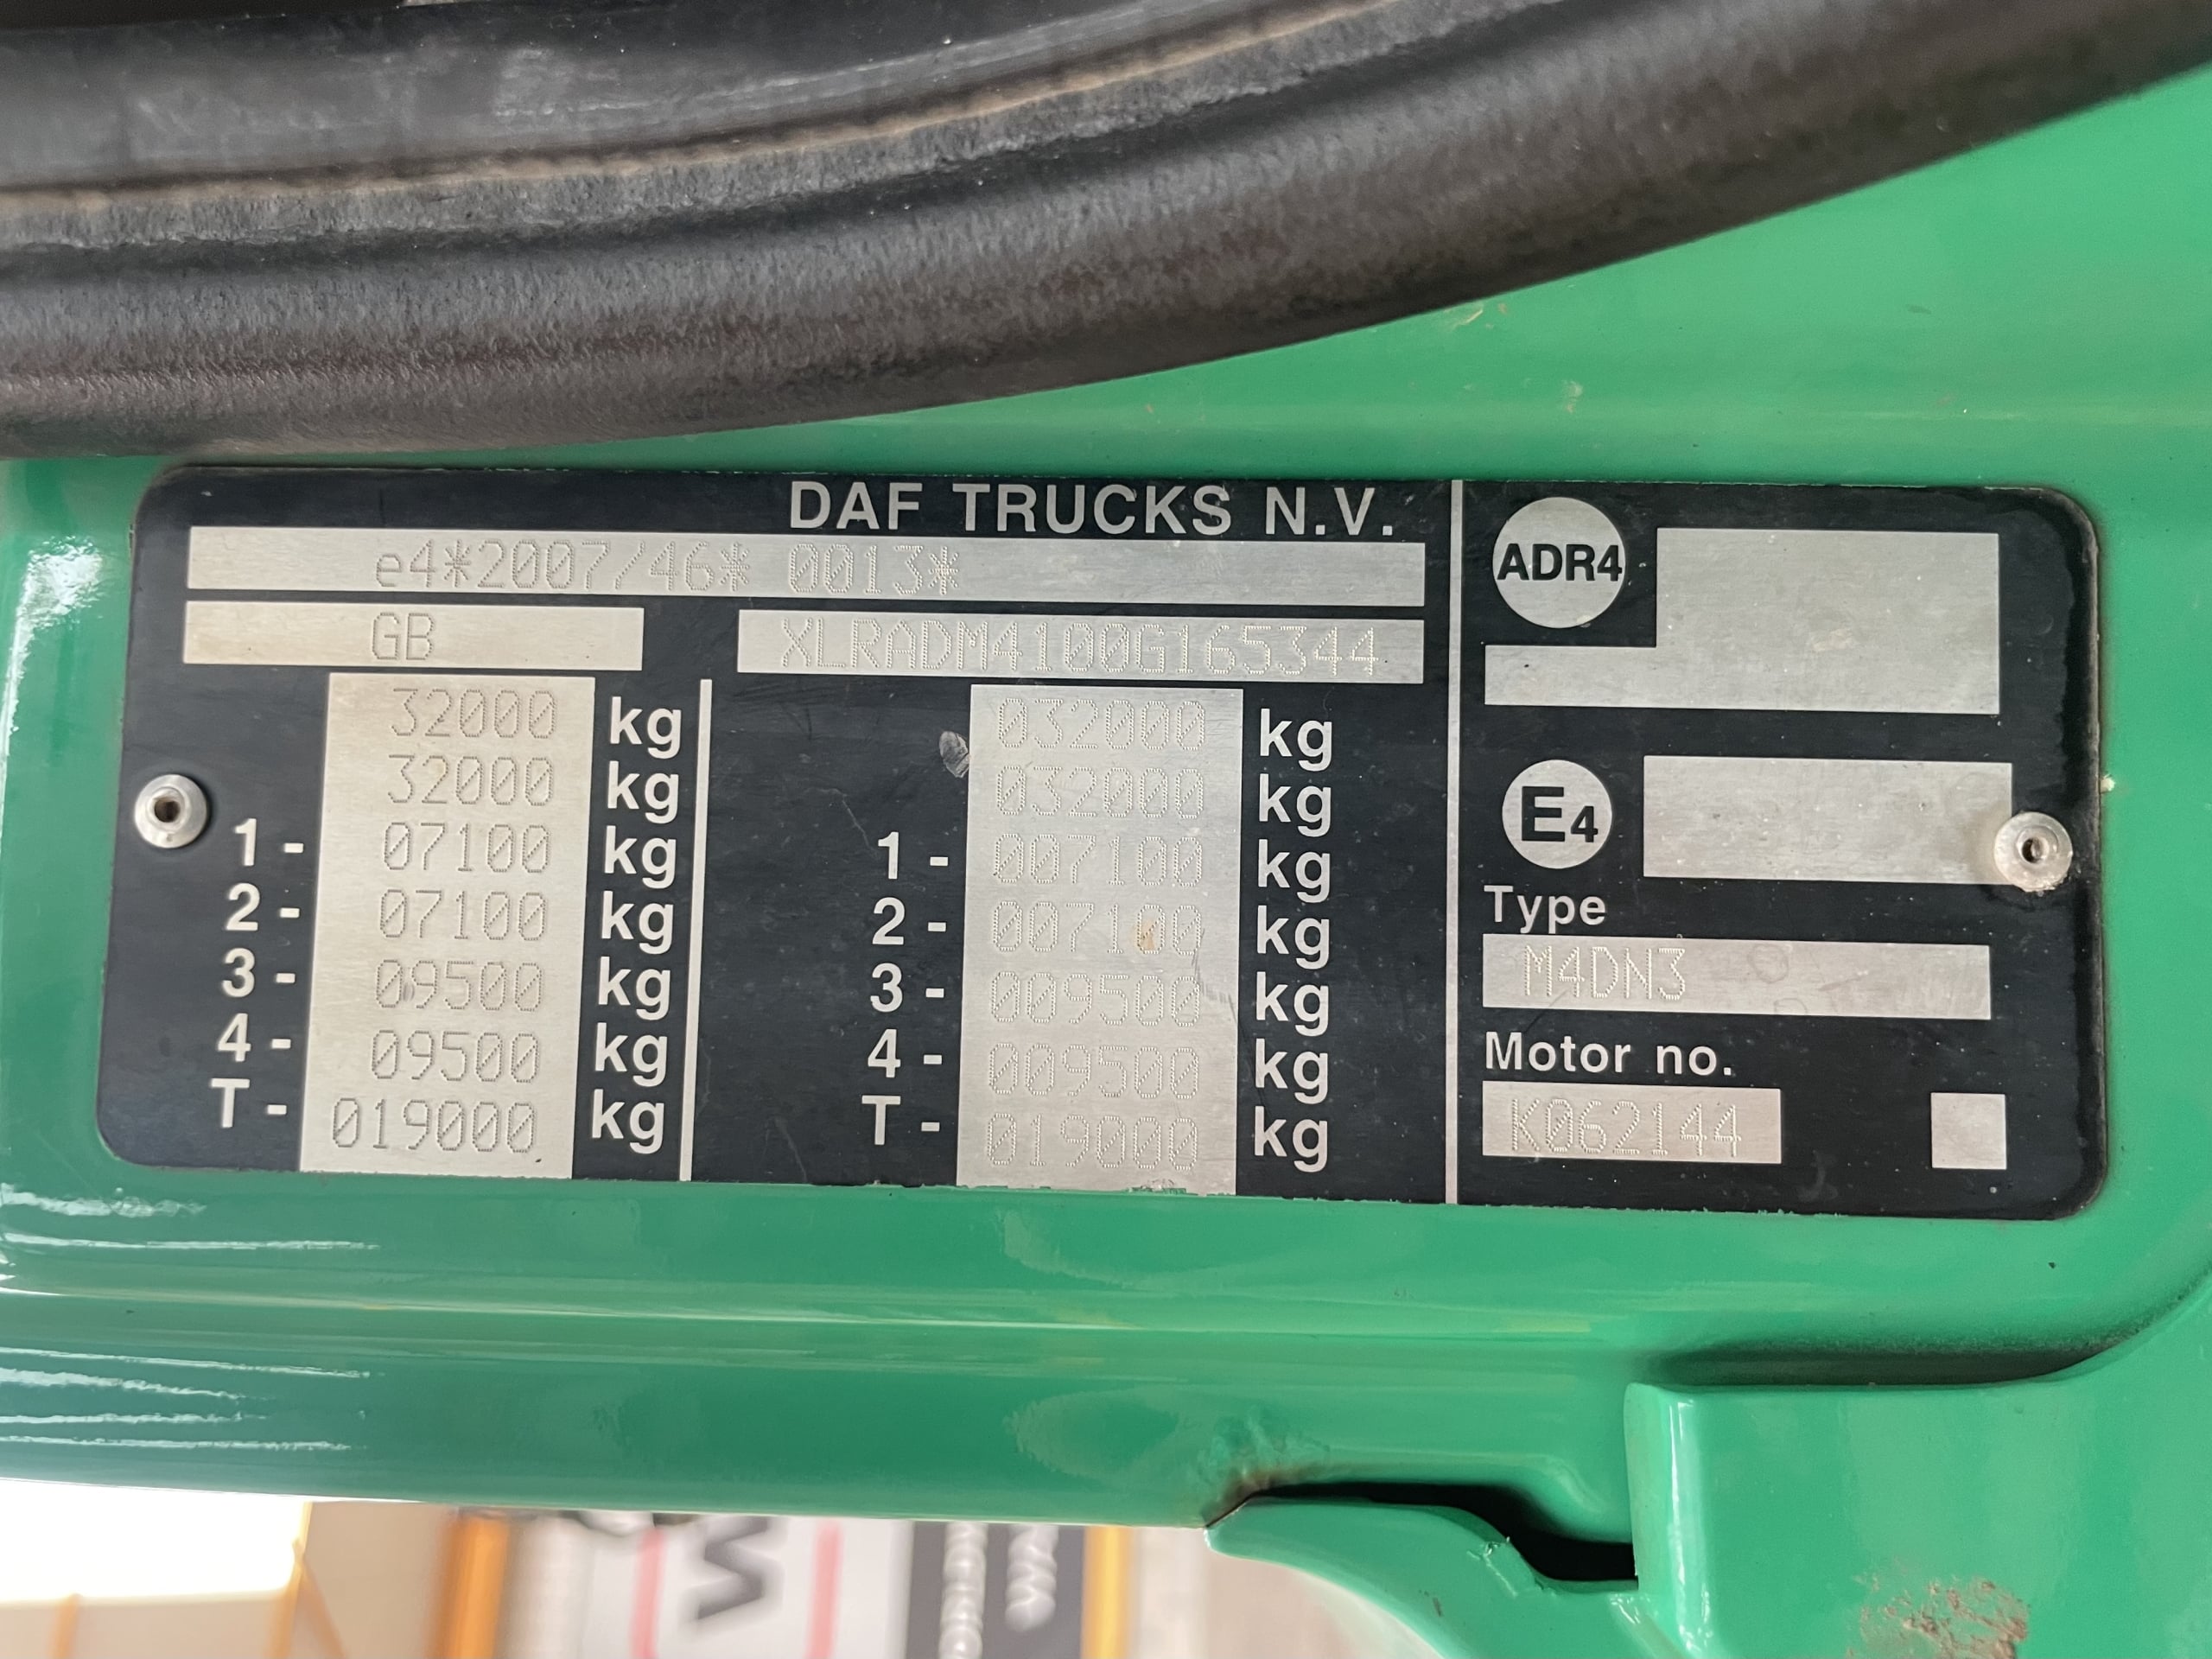 DAF TRUCKS N.V.
e4*2007/46* 0013*
GB XLRADM4100G165344
32000 kg 032000 kg
32000 kg 032000 kg
1 - 07100 kg 1 - 007100 kg
2 - 07100 kg 2 - 007100 kg
3 - 09500 kg 3 - 009500 kg
4 - 09500 kg 4 - 009500 kg
T - 019000 kg T - 019000 kg
ADR4
E4
Type
M4DN3
Motor no.
K062144